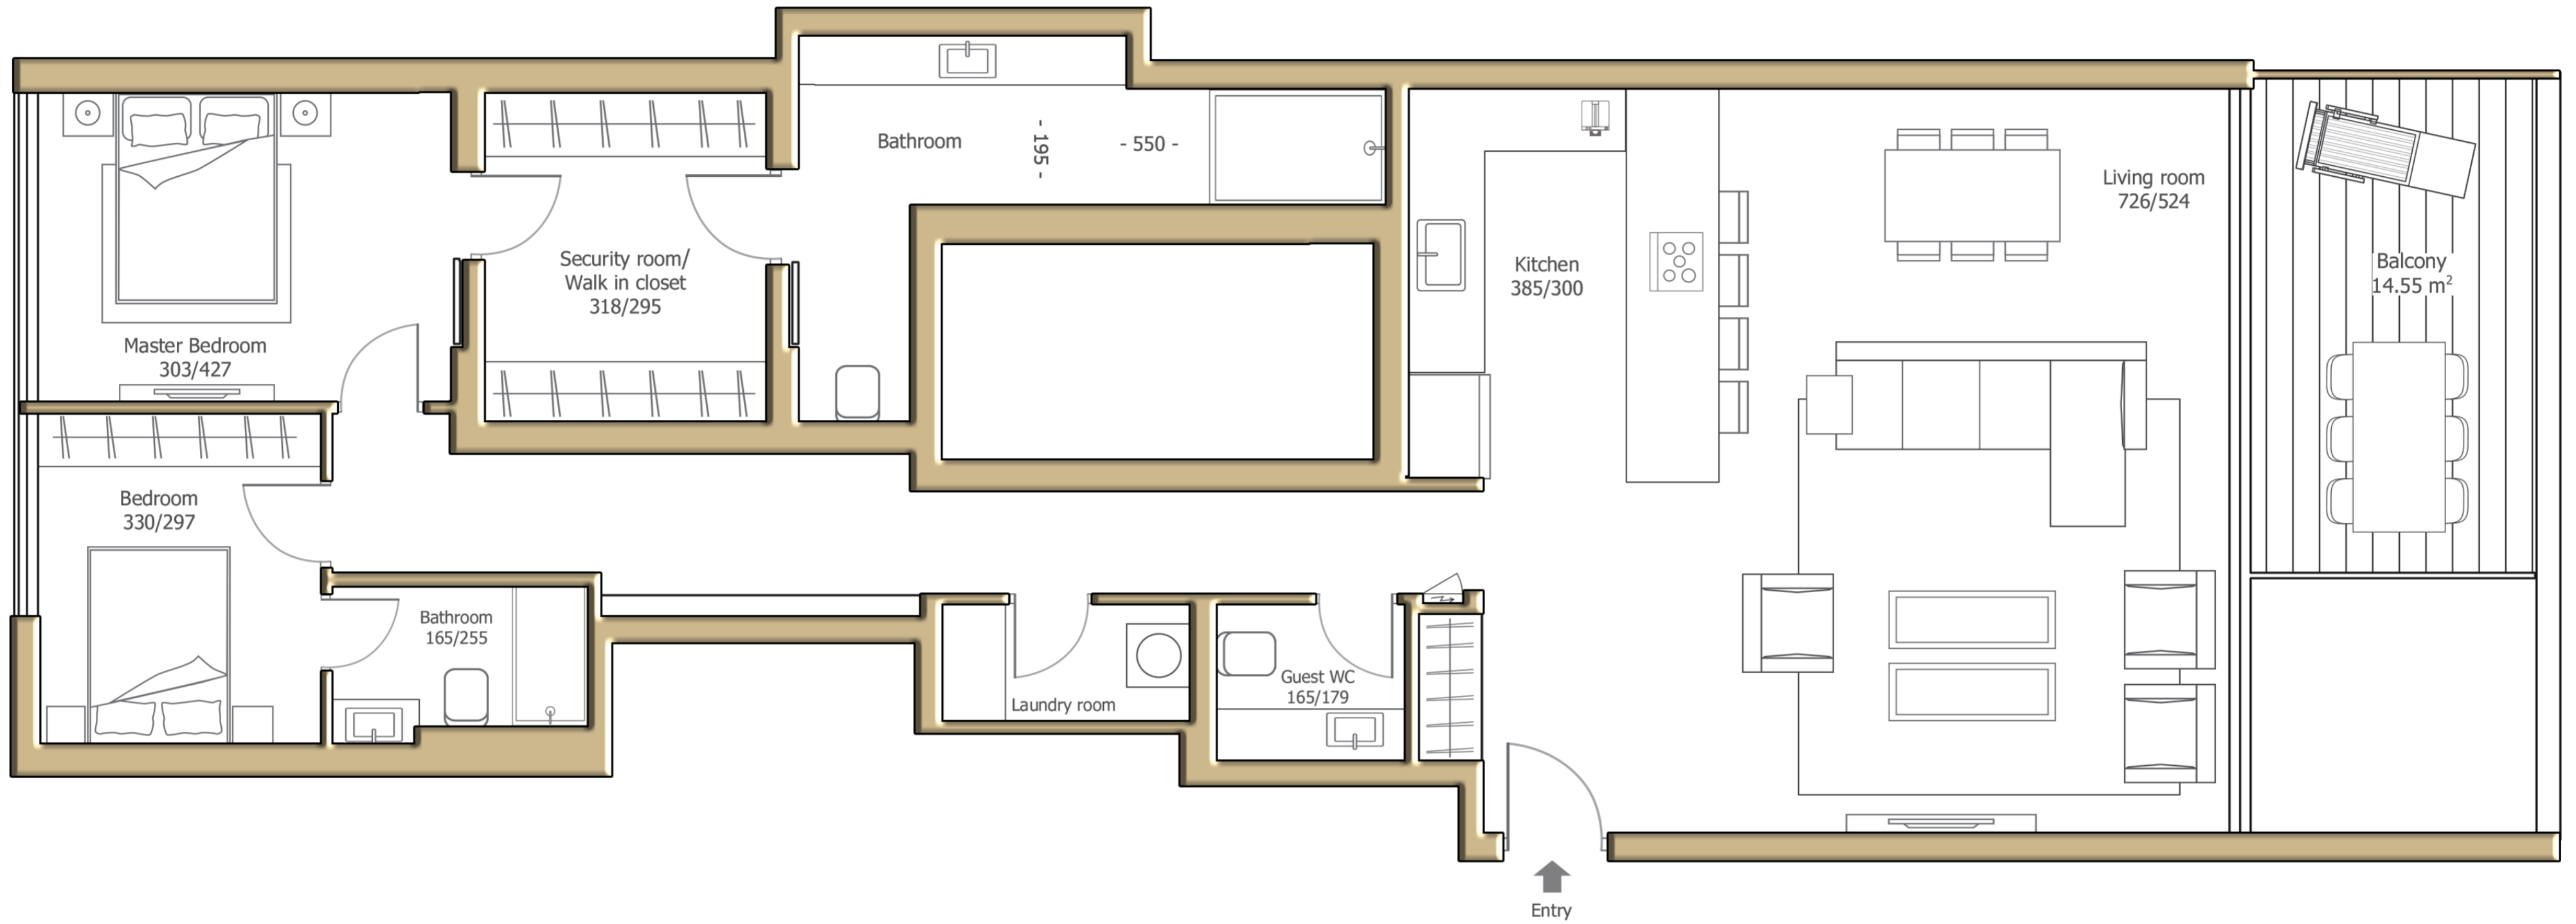 Bathroom
- 195 -
- 550 -
Living room
726/524
Security room/
Walk in closet
318/295
Kitchen
385/300
Balcony
14.55 m²
Master Bedroom
303/427
Bedroom
330/297
Bathroom
165/255
Laundry room
Guest WC
165/179
Entry